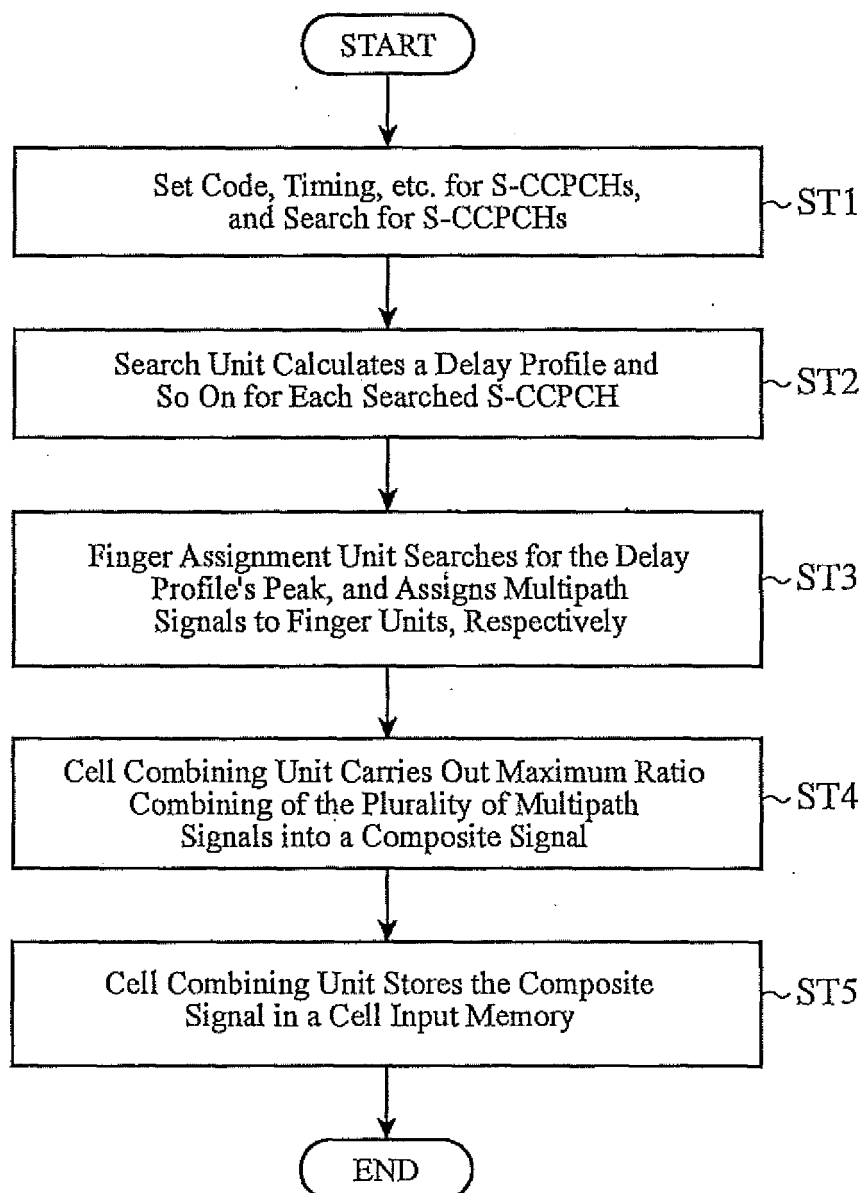 START
Set Code, Timing, etc. for S-CCPCHs,
and Search for S-CCPCHs
ST1
Search Unit Calculates a Delay Profile and
So On for Each Searched S-CCPCH
ST2
Finger Assignment Unit Searches for the Delay
Profile's Peak, and Assigns Multipath
Signals to Finger Units, Respectively
ST3
Cell Combining Unit Carries Out Maximum Ratio
Combining of the Plurality of Multipath
Signals into a Composite Signal
ST4
Cell Combining Unit Stores the Composite
Signal in a Cell Input Memory
ST5
END